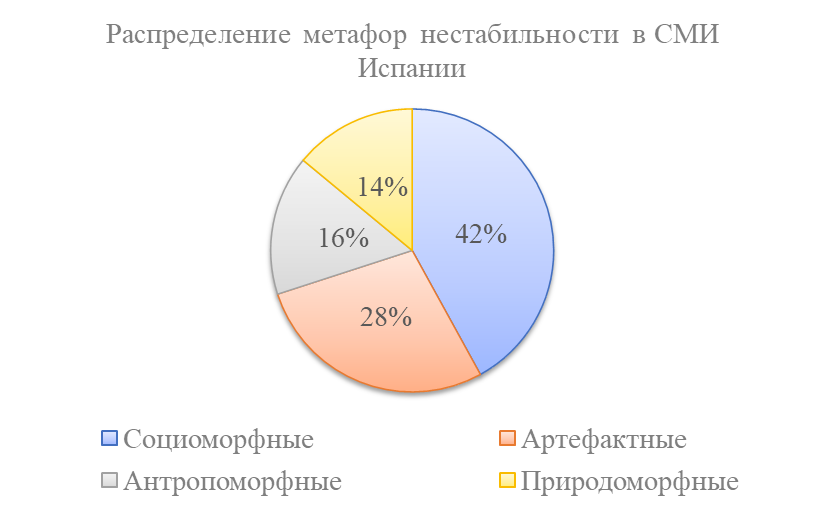 Распределение метафор нестабильности в СМИ
Испании
14%
42%
16%
28%
Социоморфные
Артефактные
Антропоморфные
Природоморфные